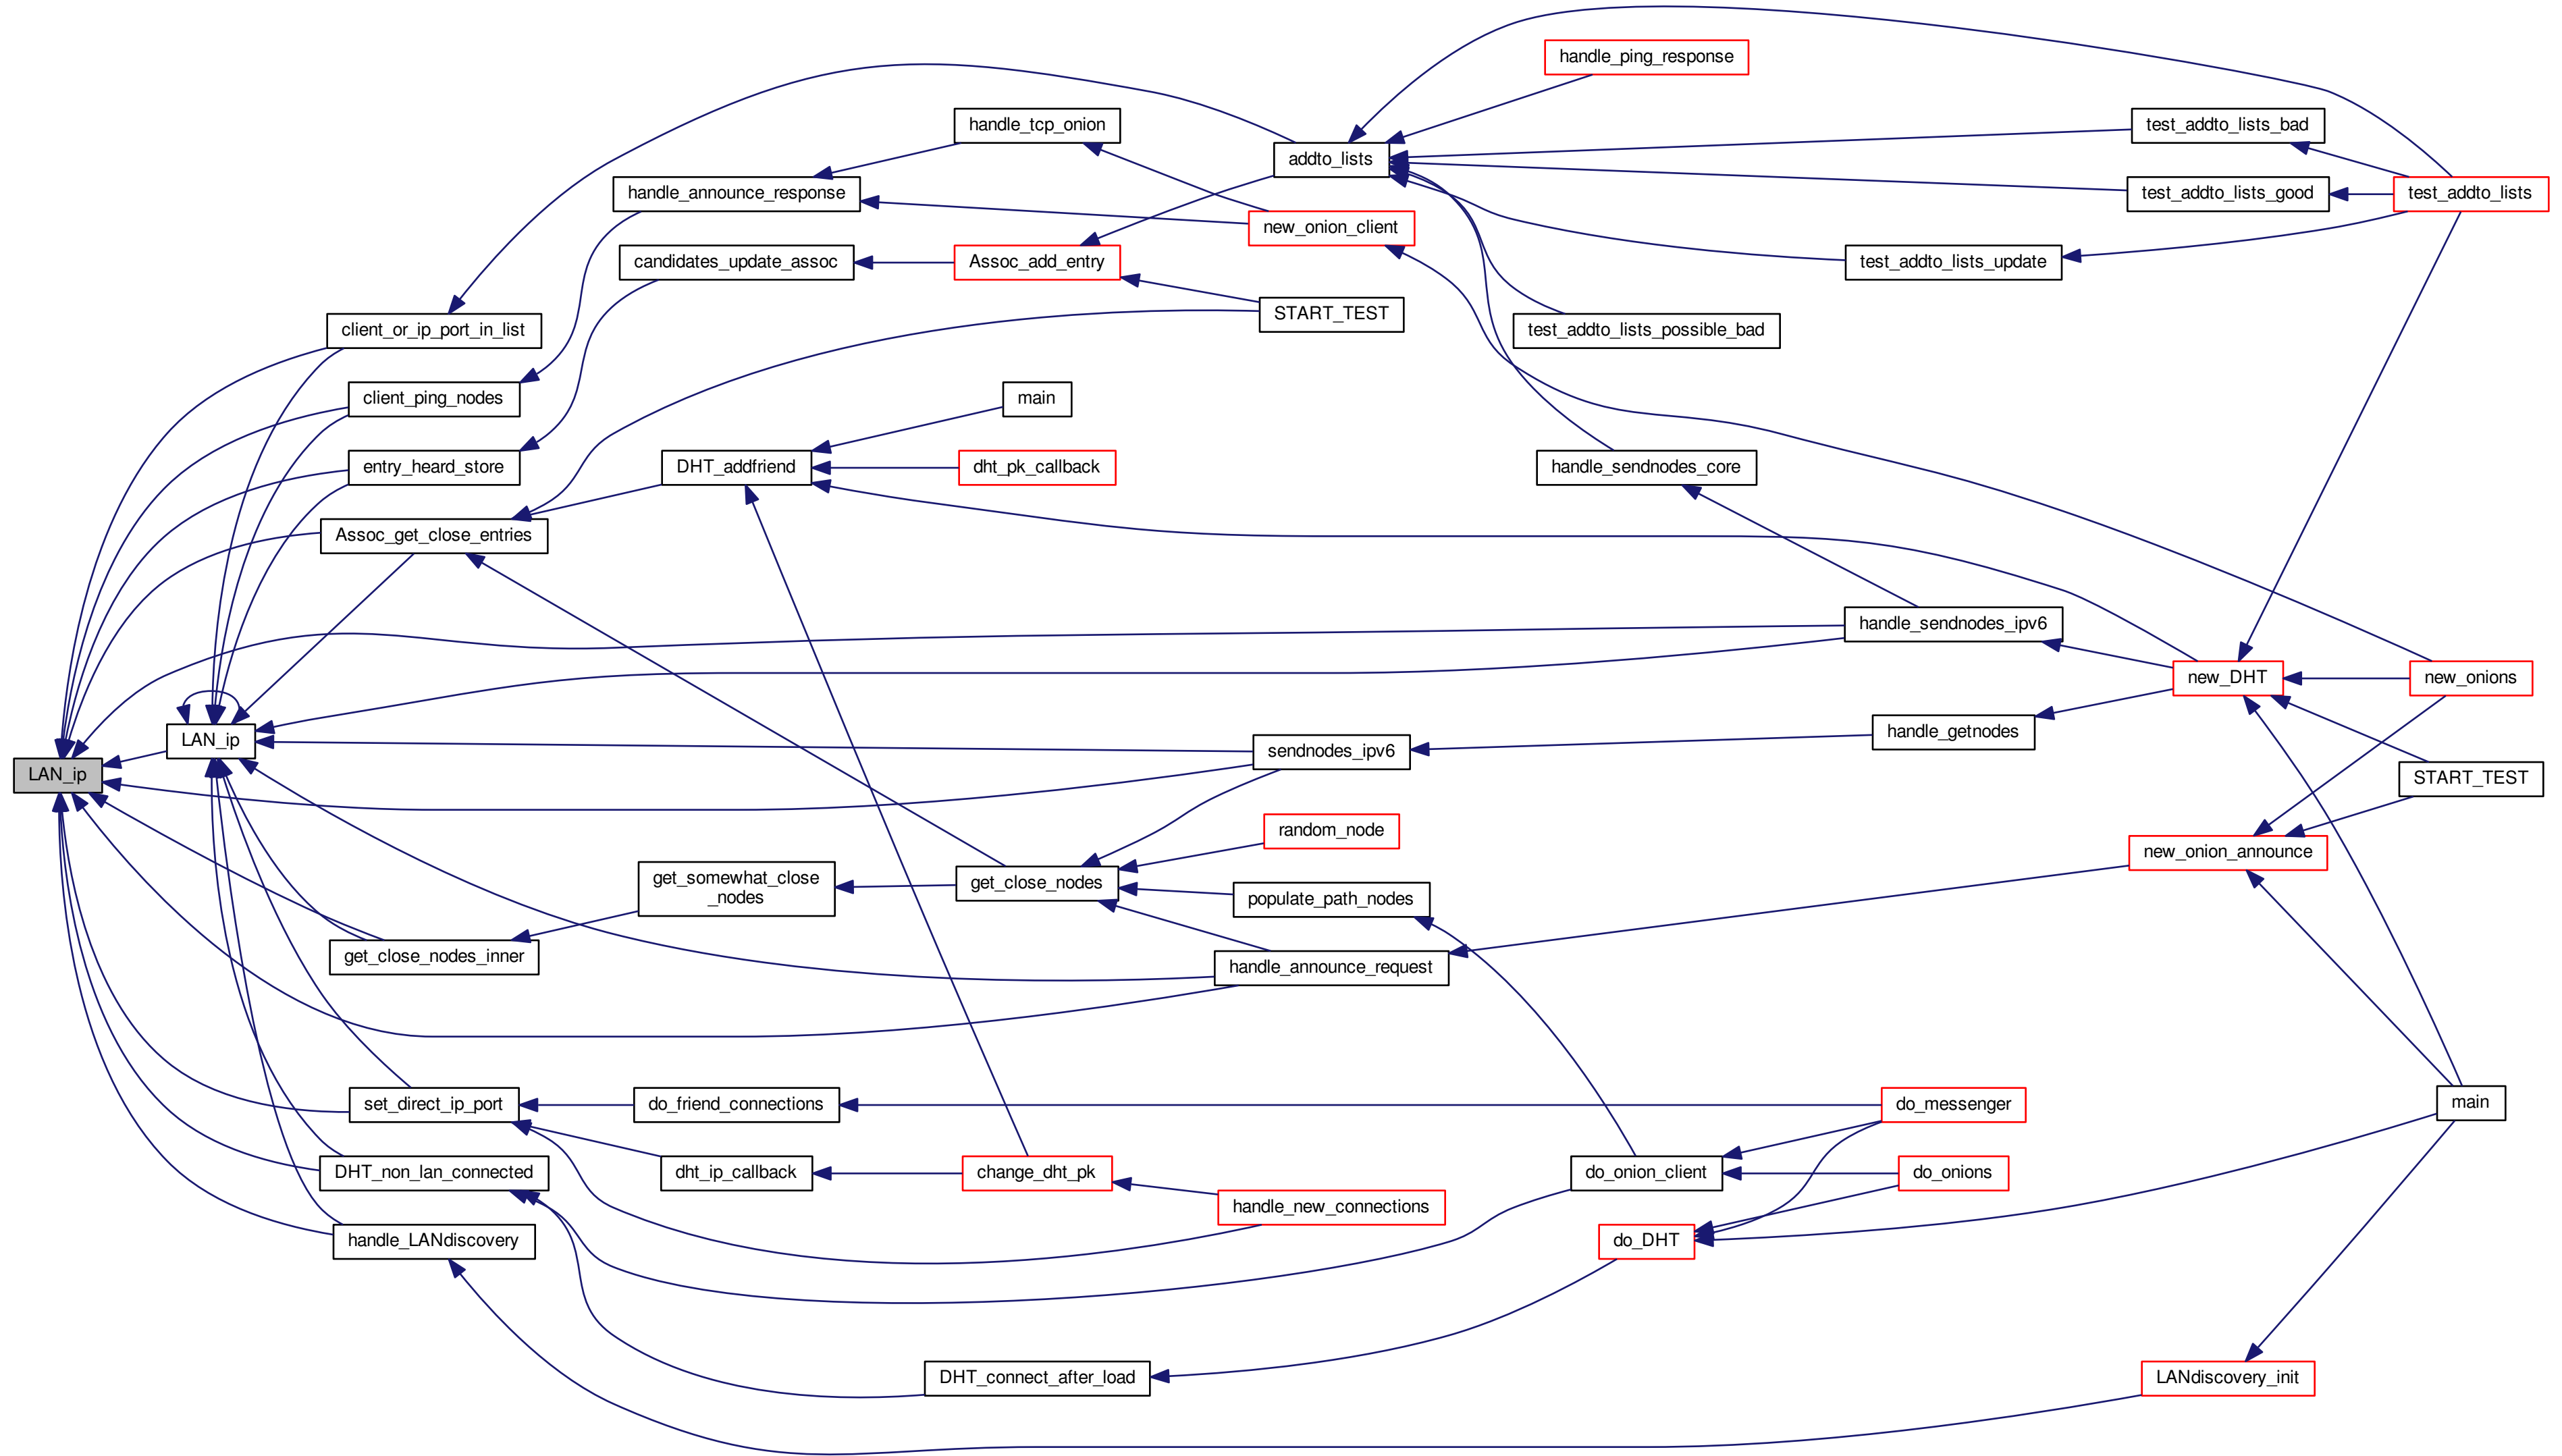 handle_ping_response
handle_tcp_onion
test_addto_lists_bad
addto_lists
handle_announce_response
test_addto_lists_good
test_addto_lists
new_onion_client
candidates_update_assoc
Assoc_add_entry
test_addto_lists_update
START_TEST
client_or_ip_port_in_list
test_addto_lists_possible_bad
client_ping_nodes
main
entry_heard_store
DHT_addfriend
dht_pk_callback
handle_sendnodes_core
Assoc_get_close_entries
handle_sendnodes_ipv6
new_DHT
new_onions
LAN_ip
handle_getnodes
sendnodes_ipv6
LAN_ip
START_TEST
random_node
new_onion_announce
get_somewhat_close
_nodes
get_close_nodes
populate_path_nodes
get_close_nodes_inner
handle_announce_request
set_direct_ip_port
do_friend_connections
do_messenger
main
DHT_non_lan_connected
dht_ip_callback
change_dht_pk
do_onion_client
do_onions
handle_new_connections
handle_LANdiscovery
do_DHT
DHT_connect_after_load
LANdiscovery_init